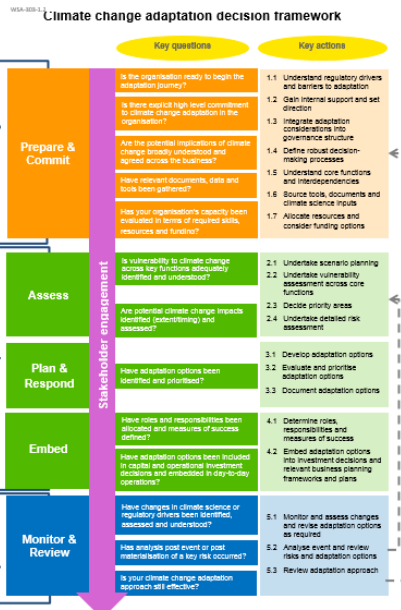 WSA-303-1.2
Climate change adaptation decision framework
Key questions
Key actions
Prepare &
Commit
Is the organisation ready to begin the
adaptation journey?
Is there explicit high level commitment
to climate change adaptation in the
organisation?
Are the potential implications of climate
change broadly understood and
agreed across the business?
Have relevant documents, data and
tools been gathered?
Has your organisation's capacity been
evaluated in terms of required skills,
resources and funding?
1.1 Understand regulatory drivers
and barriers to adaptation
1.2 Gain internal support and set
direction
1.3 Integrate adaptation
considerations into
governance structure
1.4 Define robust decision-
making processes
1.5 Understand core functions
and interdependencies
1.6 Source tools, documents and
climate science inputs
1.7 Allocate resources and
consider funding options
Stakeholder engagement
Assess
Is vulnerability to climate change
across key functions adequately
identified and understood?
Are potential climate change impacts
identified (extent/timing) and
assessed?
2.1 Undertake scenario planning
2.2 Undertake vulnerability
assessment across core
functions
2.3 Decide priority areas
2.4 Undertake detailed risk
assessment
Plan &
Respond
Have adaptation options been
identified and prioritised?
3.1 Develop adaptation options
3.2 Evaluate and prioritise
adaptation options
3.3 Document adaptation options
Embed
Have roles and responsibilities been
allocated and measures of success
defined?
Have adaptation options been included
in capital and operational investment
decisions and embedded in day-to-day
operations?
4.1 Determine roles,
responsibilities and
measures of success
4.2 Embed adaptation options
into investment decisions and
relevant business planning
frameworks and plans
Monitor &
Review
Have changes in climate science or
regulatory drivers been identified,
assessed and understood?
Has analysis post event or post
materialisation of a key risk occurred?
Is your climate change adaptation
approach still effective?
5.1 Monitor and assess changes
and revise adaptation options
as required
5.2 Analyse event and review
risks and adaptation options
5.3 Review adaptation approach